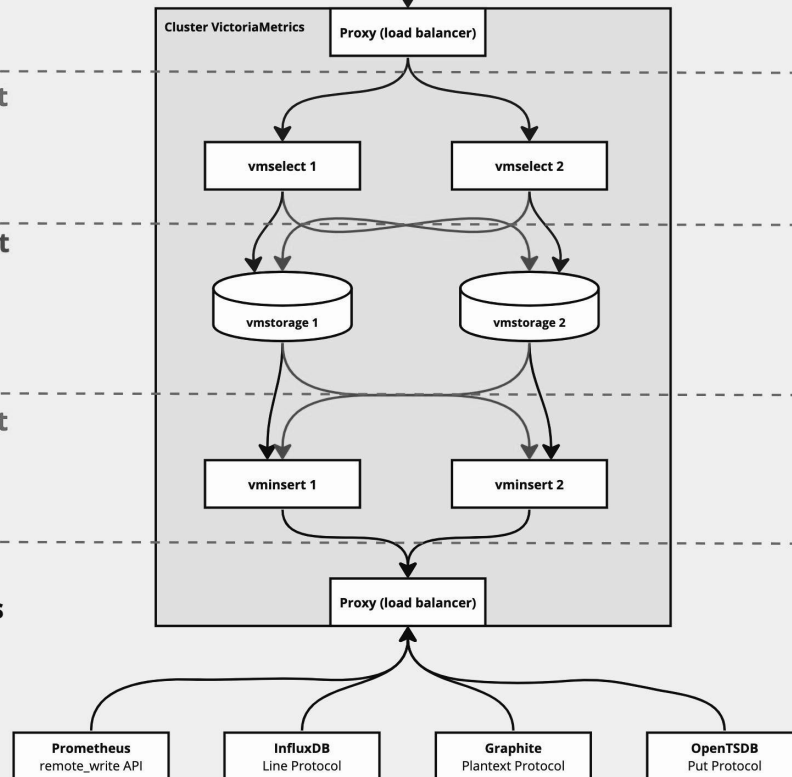 Cluster VictoriaMetrics
Proxy (load balancer)
vmselect 1
vmselect 2
vmstorage 1
vmstorage 2
vminsert 1
vminsert 2
Proxy (load balancer)
Prometheus
remote_write API
InfluxDB
Line Protocol
Graphite
Plantext Protocol
OpenTSDB
Put Protocol